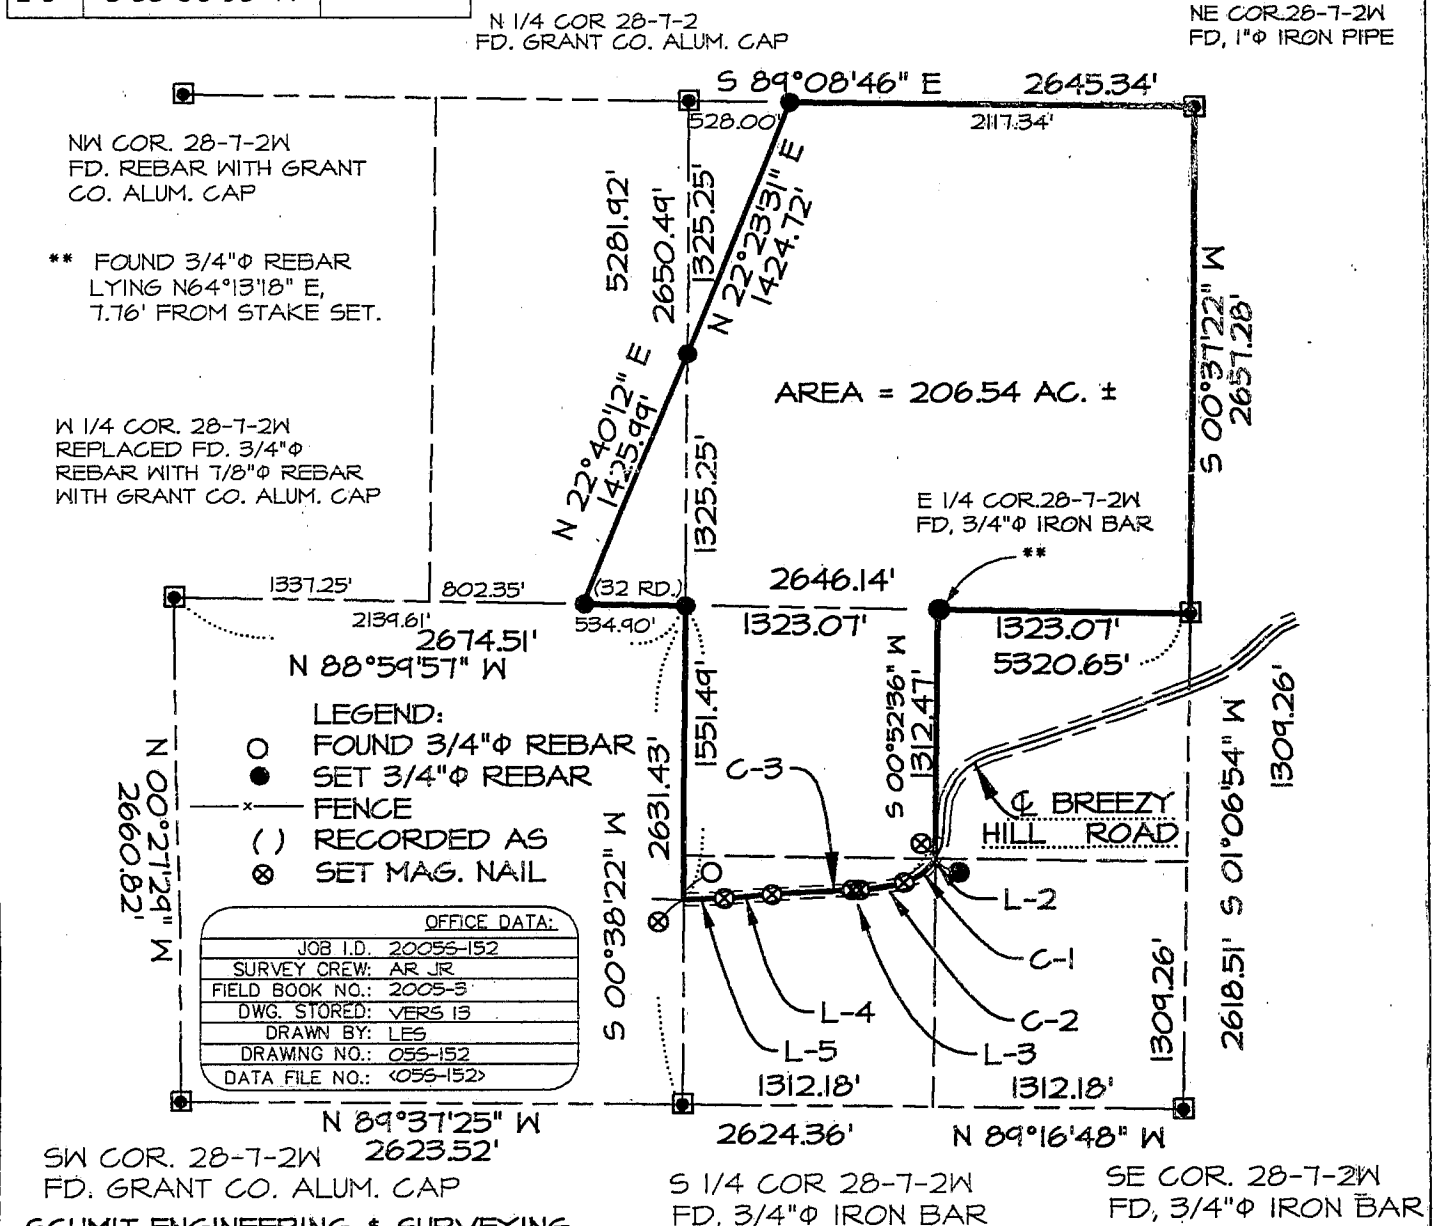 N 1/4 COR 28-7-2
FD. GRANT CO. ALUM. CAP
NE COR.28-7-2W
FD, 1"Φ IRON PIPE
S 89°08'46" E
2645.34'
528.00'
2117.34'
NW COR. 28-7-2W
FD. REBAR WITH GRANT
CO. ALUM. CAP
** FOUND 3/4"Φ REBAR
LYING N64°13'18" E,
7.76' FROM STAKE SET.
5281.92'
2650.49'
1325.25'
N 22°23'31" E
1424.72'
S 00°37'22" W
2657.28'
AREA = 206.54 AC. ±
N 22°40'12" E
1425.99'
1325.25'
W 1/4 COR. 28-7-2W
REPLACED FD. 3/4"Φ
REBAR WITH 7/8"Φ REBAR
WITH GRANT CO. ALUM. CAP
E 1/4 COR.28-7-2W
FD, 3/4"Φ IRON BAR
**
1337.25'
802.35'
(32 RD.)
2646.14'
2139.61'
534.90'
1323.07'
1323.07'
2674.51'
5320.65'
N 88°59'57" W
LEGEND:
FOUND 3/4"Φ REBAR
SET 3/4"Φ REBAR
FENCE
( ) RECORDED AS
SET MAG. NAIL
1551.49'
2631.43'
S 00°38'22" W
S 00°52'36" W
1312.47'
C-3
℄ BREEZY
HILL ROAD
1309.26'
S 01°06'54" W
2618.51'
1309.26'
N 00°27'29" W
2660.82'
L-2
C-1
C-2
L-3
L-4
L-5
OFFICE DATA:
JOB I.D. 2005S-152
SURVEY CREW: AR JR
FIELD BOOK NO.: 2005-3
DWG. STORED: VERS 13
DRAWN BY: LES
DRAWING NO.: 05S-152
DATA FILE NO.: <05S-152>
1312.18'
1312.18'
N 89°37'25" W
2623.52'
2624.36'
N 89°16'48" W
SW COR. 28-7-2W
FD. GRANT CO. ALUM. CAP
S 1/4 COR 28-7-2W
FD, 3/4"Φ IRON BAR
SE COR. 28-7-2W
FD, 3/4"Φ IRON BAR
ENGINEERING & SURVEYING